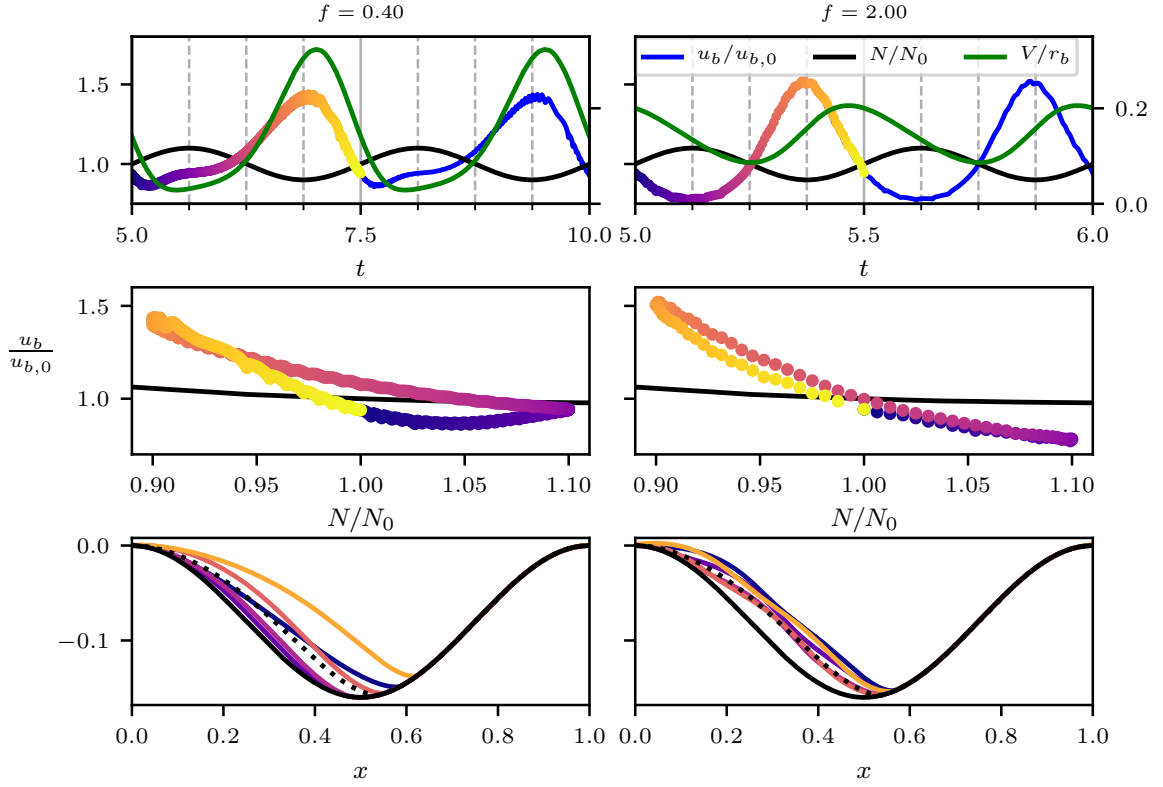 f = 0.40 f = 2.00
u_b/u_{b,0} N/N_0 V/r_b
1.5
1.0
0.2
0.0
5.0 7.5 10.0 5.0 5.5 6.0
t t
1.5
u_b/u_{b,0}
1.0
0.90 0.95 1.00 1.05 1.10 0.90 0.95 1.00 1.05 1.10
N/N_0 N/N_0
0.0
−0.1
0.0 0.2 0.4 0.6 0.8 1.0 0.0 0.2 0.4 0.6 0.8 1.0
x x